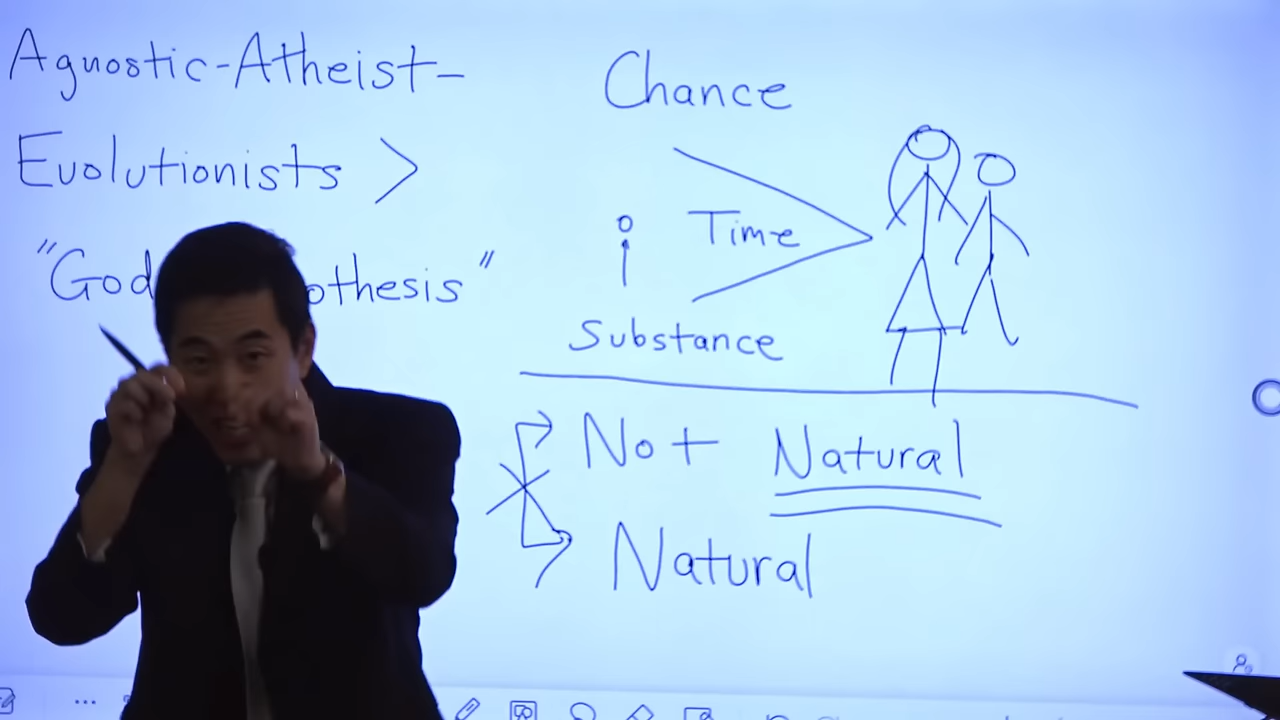 Agnostic-Atheist-
Evolutionists >
"God othesis"
Chance
Time
Substance
Not Natural
Natural